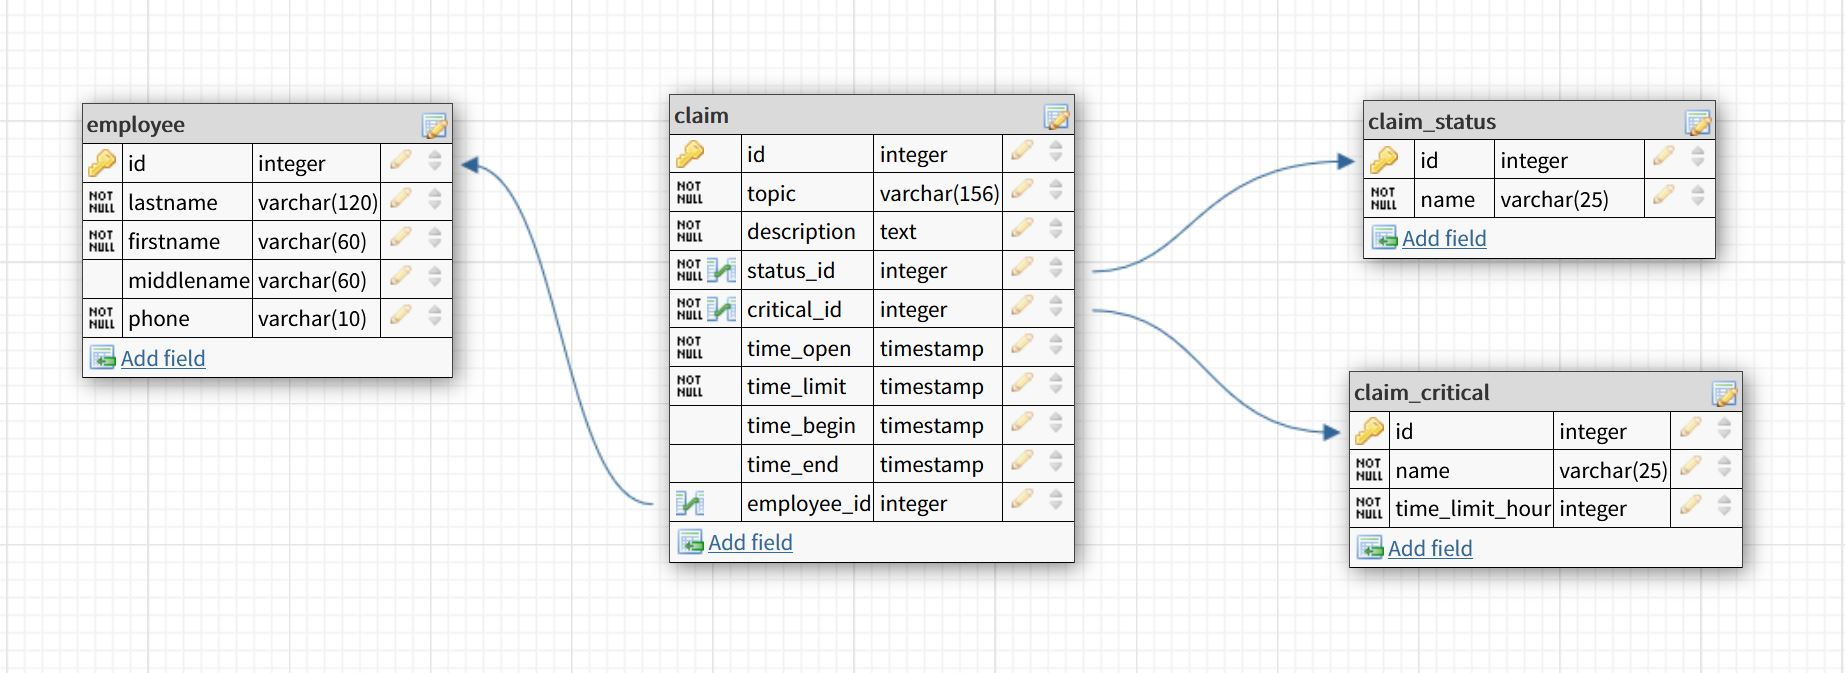 employee
id integer
NOT NULL lastname varchar(120)
NOT NULL firstname varchar(60)
middlename varchar(60)
NOT NULL phone varchar(10)
Add field
claim
id integer
NOT NULL topic varchar(156)
NOT NULL description text
NOT NULL status_id integer
NOT NULL critical_id integer
NOT NULL time_open timestamp
NOT NULL time_limit timestamp
time_begin timestamp
time_end timestamp
employee_id integer
Add field
claim_status
id integer
NOT NULL name varchar(25)
Add field
claim_critical
id integer
NOT NULL name varchar(25)
NOT NULL time_limit_hour integer
Add field